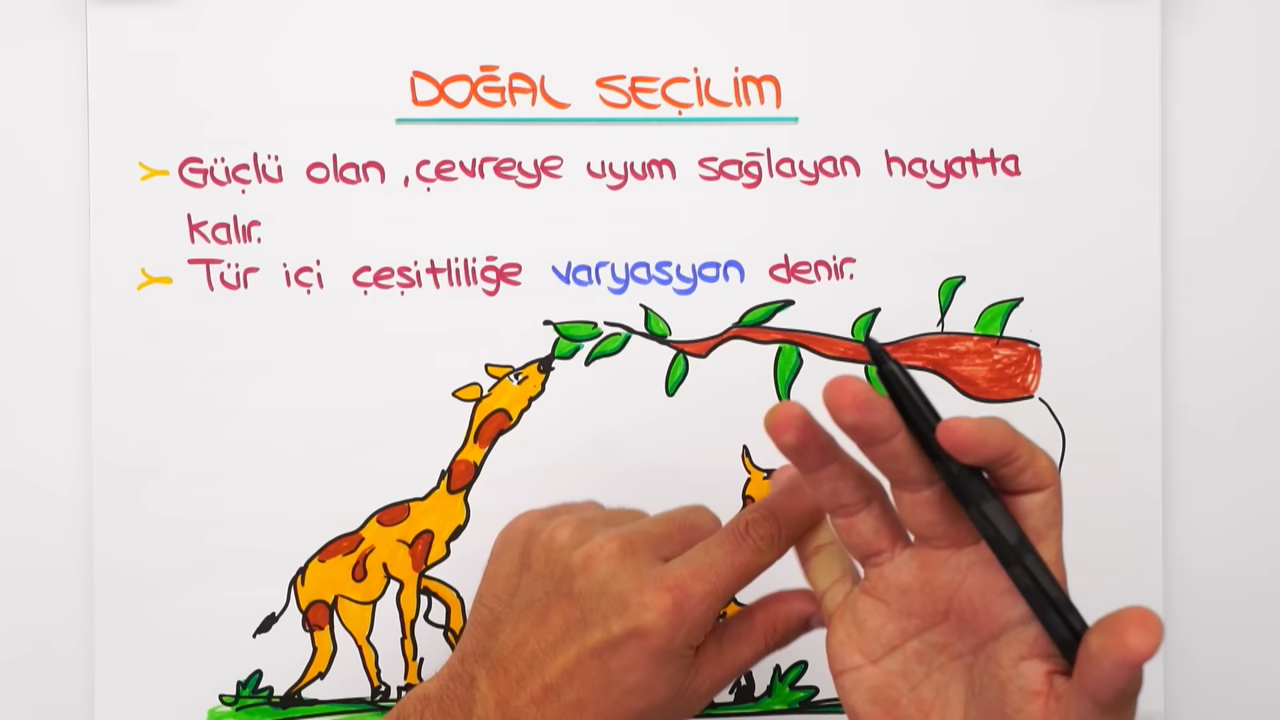 DOĞAL SEÇİLİM
Güçlü olan, çevreye uyum sağlayan hayatta
kalır.
Tür içi çeşitliliğe varyasyon denir.